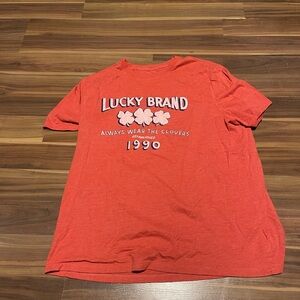 LUCKY BRAND
ALWAYS WEAR THE CLOVERS
1990